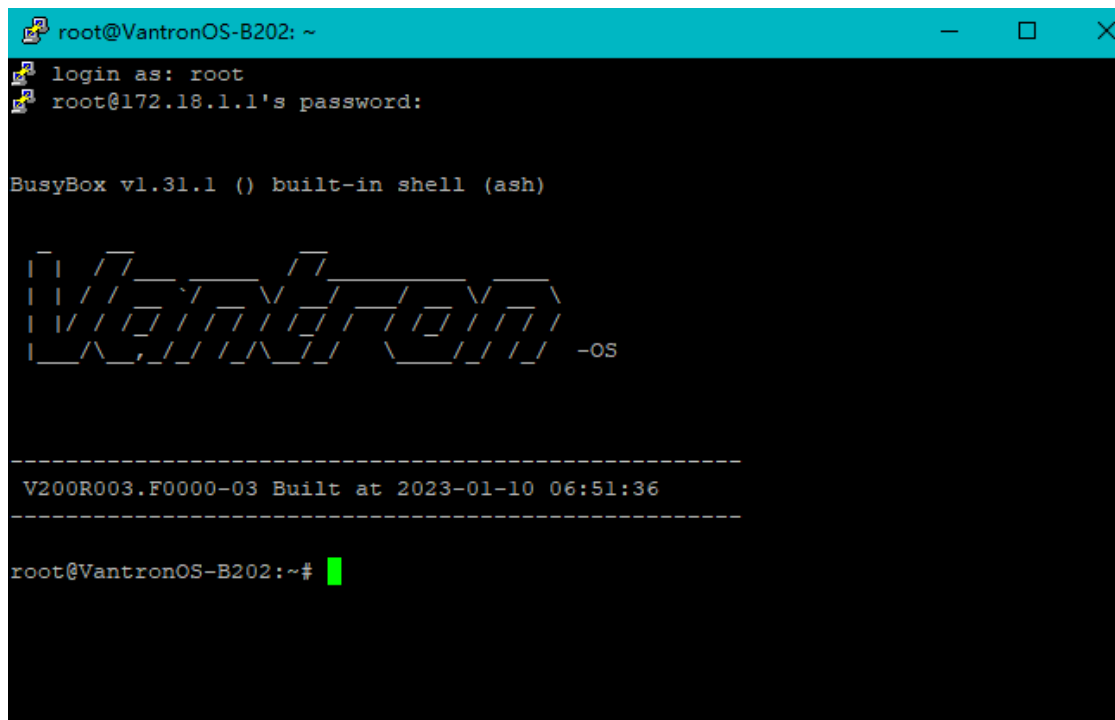 root@VantronOS-B202: ~
login as: root
root@172.18.1.1's password:
BusyBox v1.31.1 () built-in shell (ash)
Vantron -OS
-----------------------------------------------------
V200R003.F0000-03 Built at 2023-01-10 06:51:36
-----------------------------------------------------
root@VantronOS-B202:~#